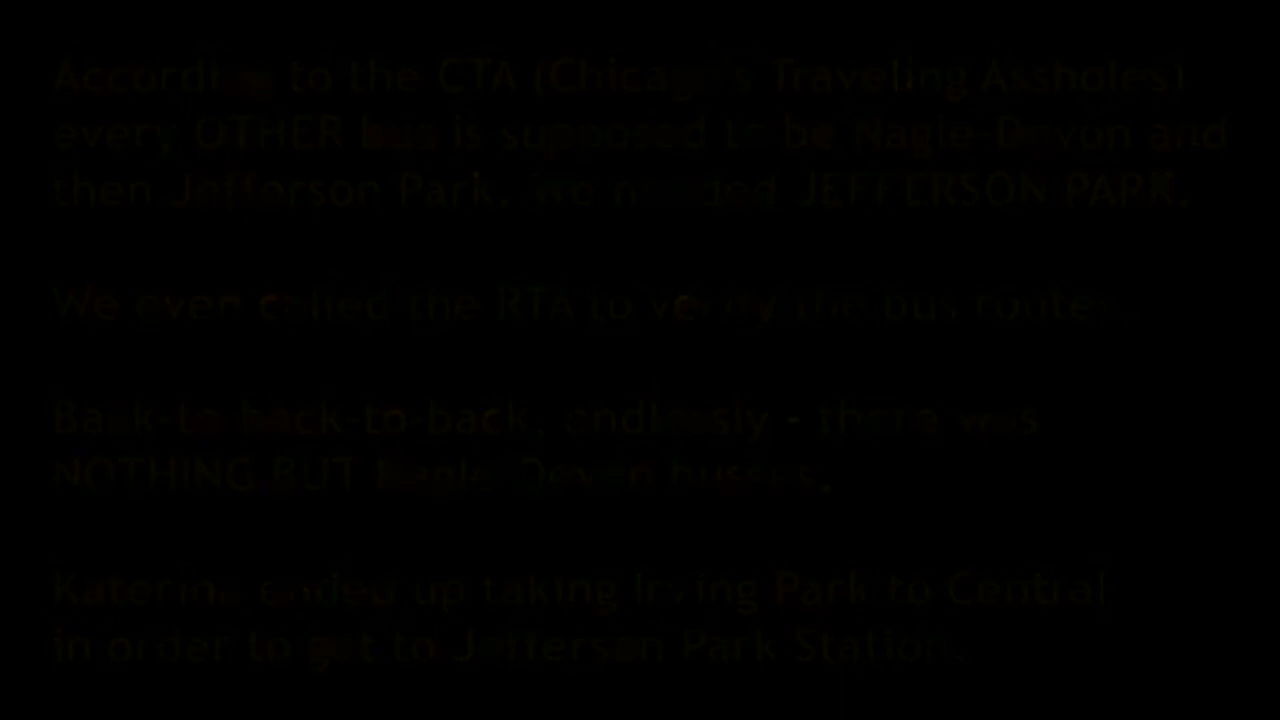 According to the CTA (Chicago's Traveling Assholes)
every OTHER bus is supposed to be Nagle-Devon and
then Jefferson Park. We needed JEFFERSON PARK.
We even called the RTA to verify the bus routes.
Back-to back-to-back, endlessly - there was
NOTHING BUT Nagle-Devon busses.
Katerina ended up taking Irving Park to Central
in order to get to Jefferson Park Station.